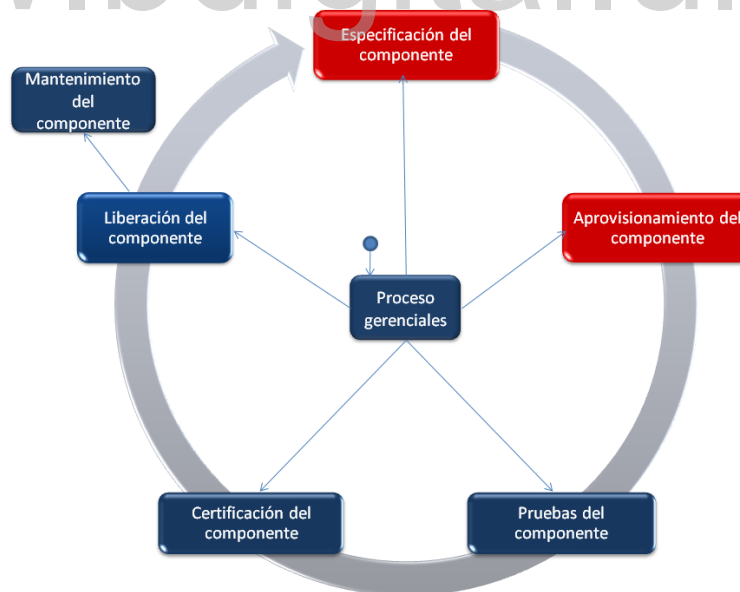 Especificación del
componente
Mantenimiento
del
componente
Liberación del
componente
Aprovisionamiento del
componente
Proceso
gerenciales
Certificación del
componente
Pruebas del
componente